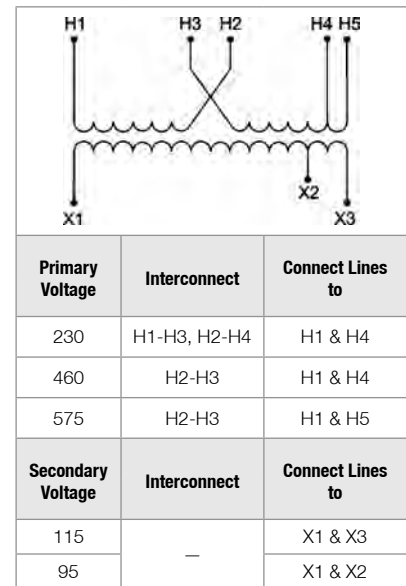 H1 H3 H2 H4 H5
X2
X1 X3
Primary Voltage Interconnect Connect Lines to
230 H1-H3, H2-H4 H1 & H4
460 H2-H3 H1 & H4
575 H2-H3 H1 & H5
Secondary Voltage Interconnect Connect Lines to
115 — X1 & X3
95 X1 & X2